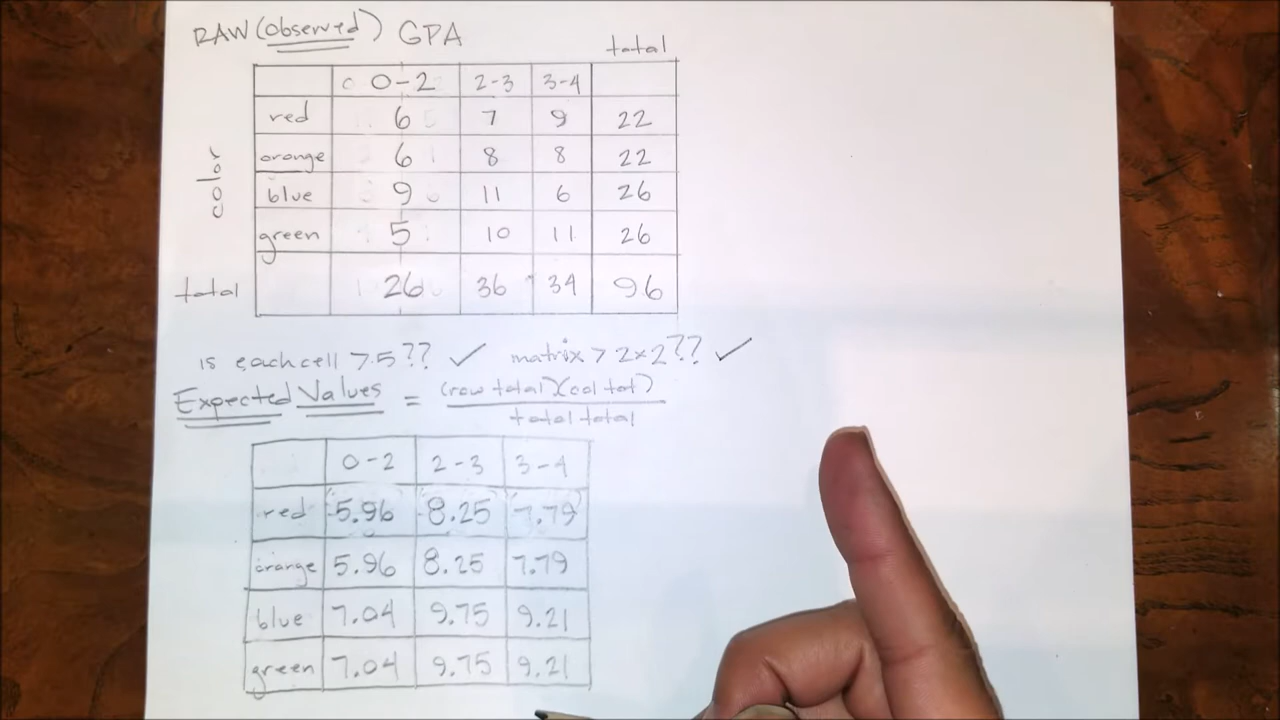 RAW (Observed) GPA
total
0-2 2-3 3-4
red 6 7 9 22
orange 6 8 8 22
color
blue 9 11 6 26
green 5 10 11 26
total 26 36 34 96
is each cell >5?? ✓ matrix > 2x2?? ✓
Expected Values = (row total)(col tot)
total total
0-2 2-3 3-4
red 5.96 8.25 7.79
orange 5.96 8.25 7.79
blue 7.04 9.75 9.21
green 7.04 9.75 9.21